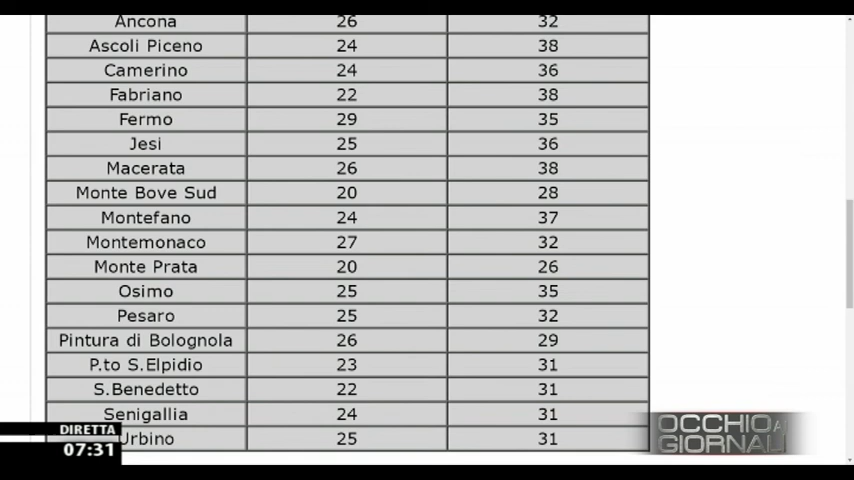 Ancona 26 32
Ascoli Piceno 24 38
Camerino 24 36
Fabriano 22 38
Fermo 29 35
Jesi 25 36
Macerata 26 38
Monte Bove Sud 20 28
Montefano 24 37
Montemonaco 27 32
Monte Prata 20 26
Osimo 25 35
Pesaro 25 32
Pintura di Bolognola 26 29
P.to S.Elpidio 23 31
S.Benedetto 22 31
Senigallia 24 31
Urbino 25 31
DIRETTA
07:31
OCCHIO AI
GIORNALI